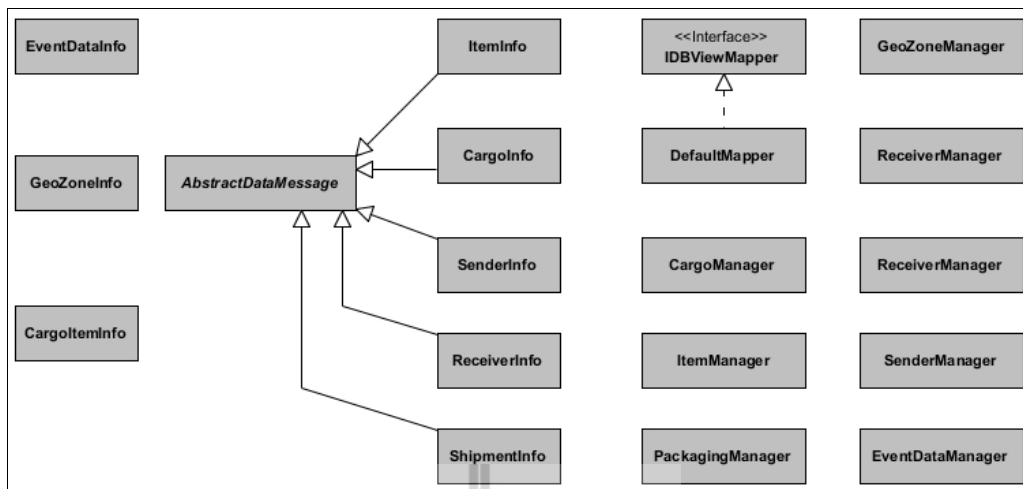 EventDataInfo
ItemInfo
<<Interface>>
IDBViewMapper
GeoZoneManager
CargoInfo
DefaultMapper
ReceiverManager
GeoZoneInfo
AbstractDataMessage
SenderInfo
CargoManager
ReceiverManager
CargoItemInfo
ReceiverInfo
ItemManager
SenderManager
ShipmentInfo
PackagingManager
EventDataManager